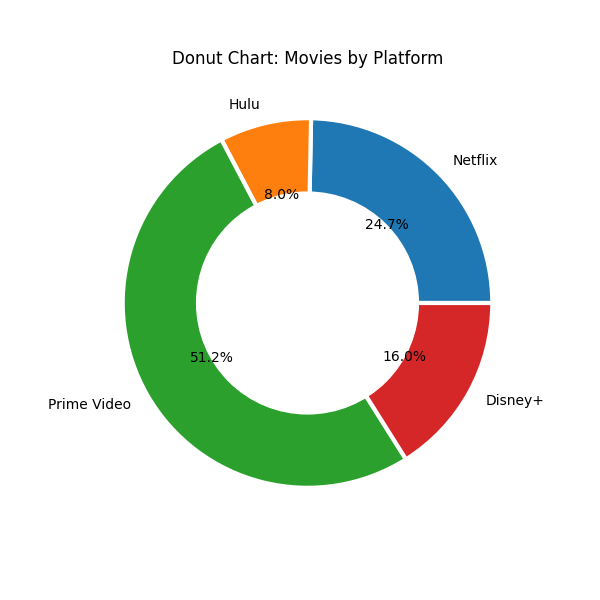 Donut Chart: Movies by Platform
Hulu
Netflix
8.0%
24.7%
51.2%
16.0%
Prime Video
Disney+